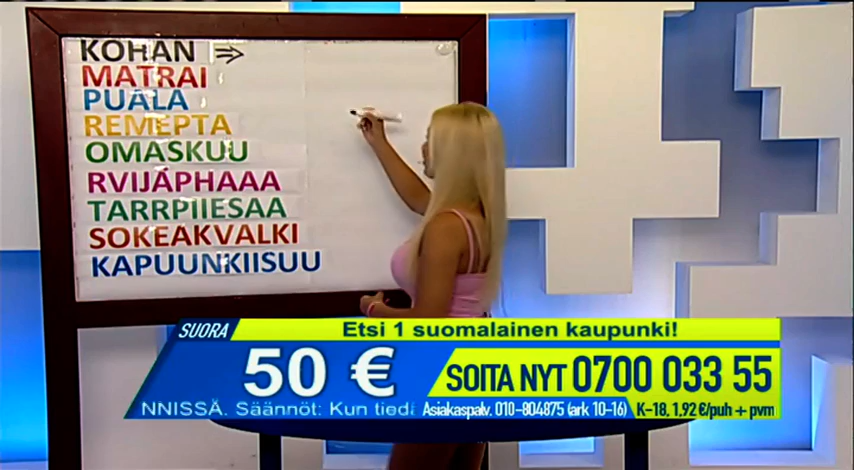 KOHAN
MATRAI
PUALA
REMEPTA
OMASKUU
RVIJÄPHAAA
TARRPIIESAA
SOKEAKVALKI
KAPUUNKIISUU
SUORA
Etsi 1 suomalainen kaupunki!
50 €
SOITA NYT 0700 033 55
NNISSÄ. Säännöt: Kun tiedä
Asiakaspalv. 010-804875 (ark 10-16)
K-18, 1,92 €/puh + pvm